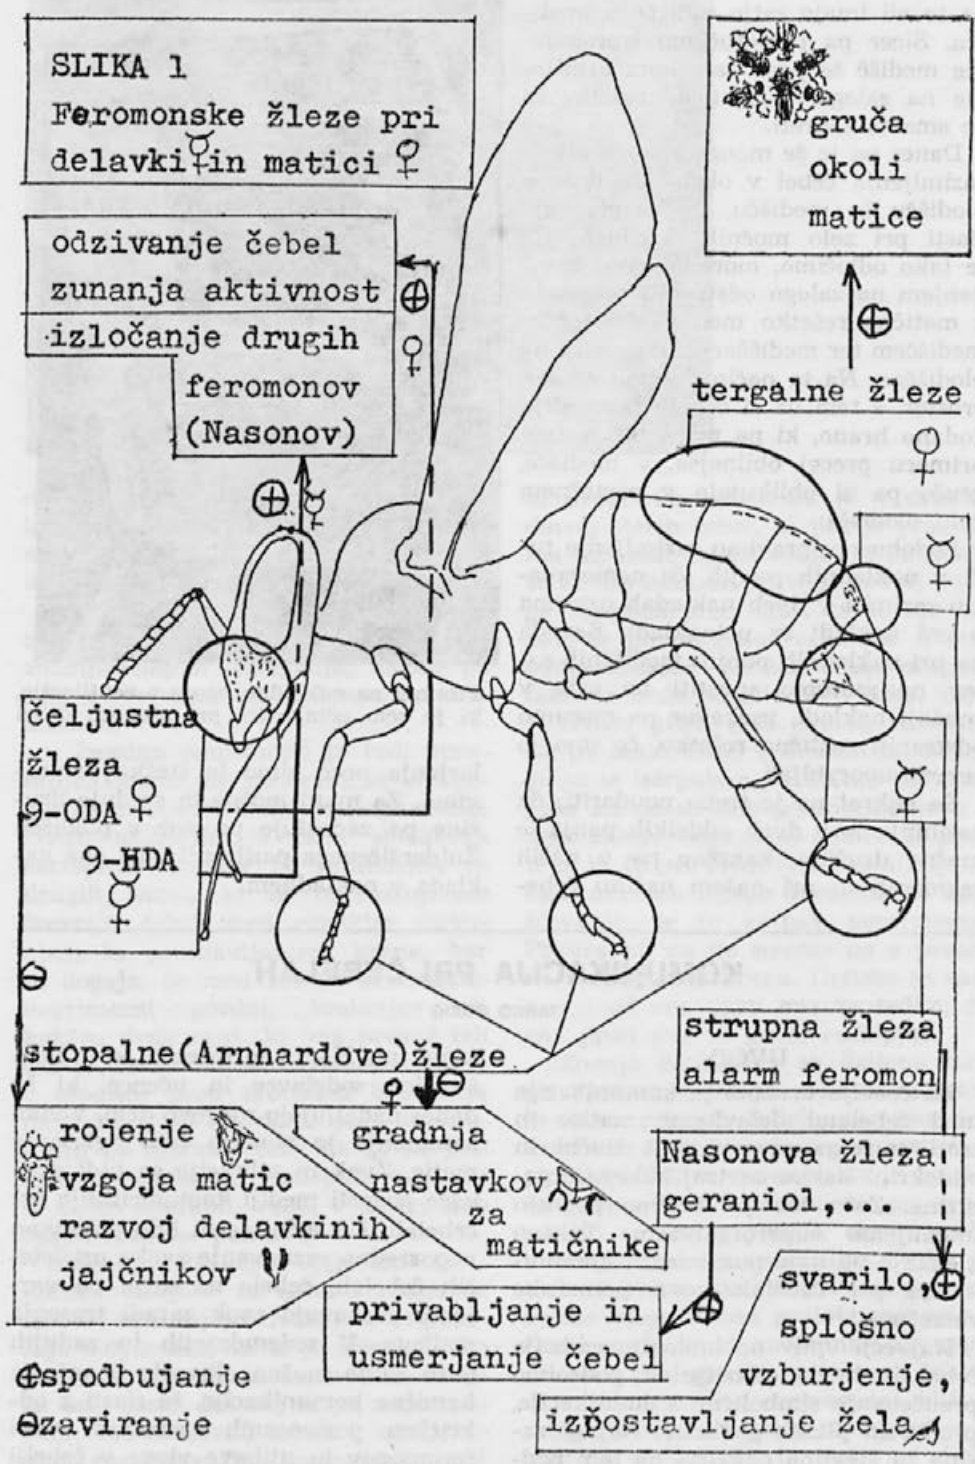 SLIKA 1
Feromonske žleze pri
delavki ☿ in matici ♀
gruča
okoli
matice
odzivanje čebel
zunanja aktivnost
izločanje drugih
feromonov
(Nasonov)
⊕
♀
⊕ ☿
⊕
tergalne žleze
♀
☿
☿
čeljustna
žleza
9-ODA ♀
9-HDA
☿
⊖
stopalne(Arnhardove)žleze
♀ ⊖
strupna žleza
alarm feromon
rojenje
vzgoja matic
razvoj delavkinih
jajčnikov
gradnja
nastavkov
za
matičnike
Nasonova žleza,
geraniol,...
privabljanje in
usmerjanje čebel
⊕
svarilo,
⊕
splošno
vzburjenje,
izpostavljanje žela
⊕spodbujanje
⊖zaviranje